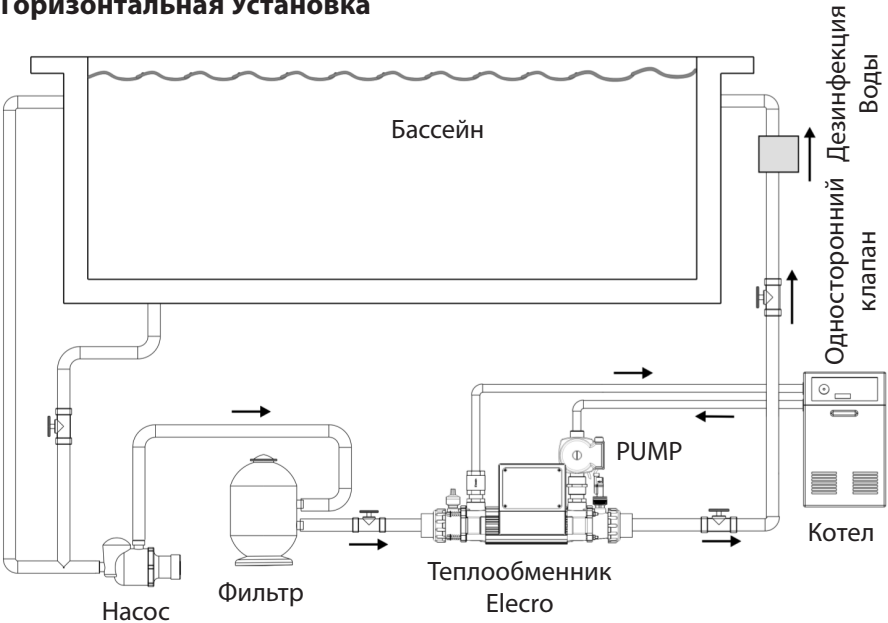 Горизонтальная Установка
Бассейн
Дезинфекция
Воды
Односторонний
клапан
PUMP
Котел
Теплообменник
Elecro
Фильтр
Насос